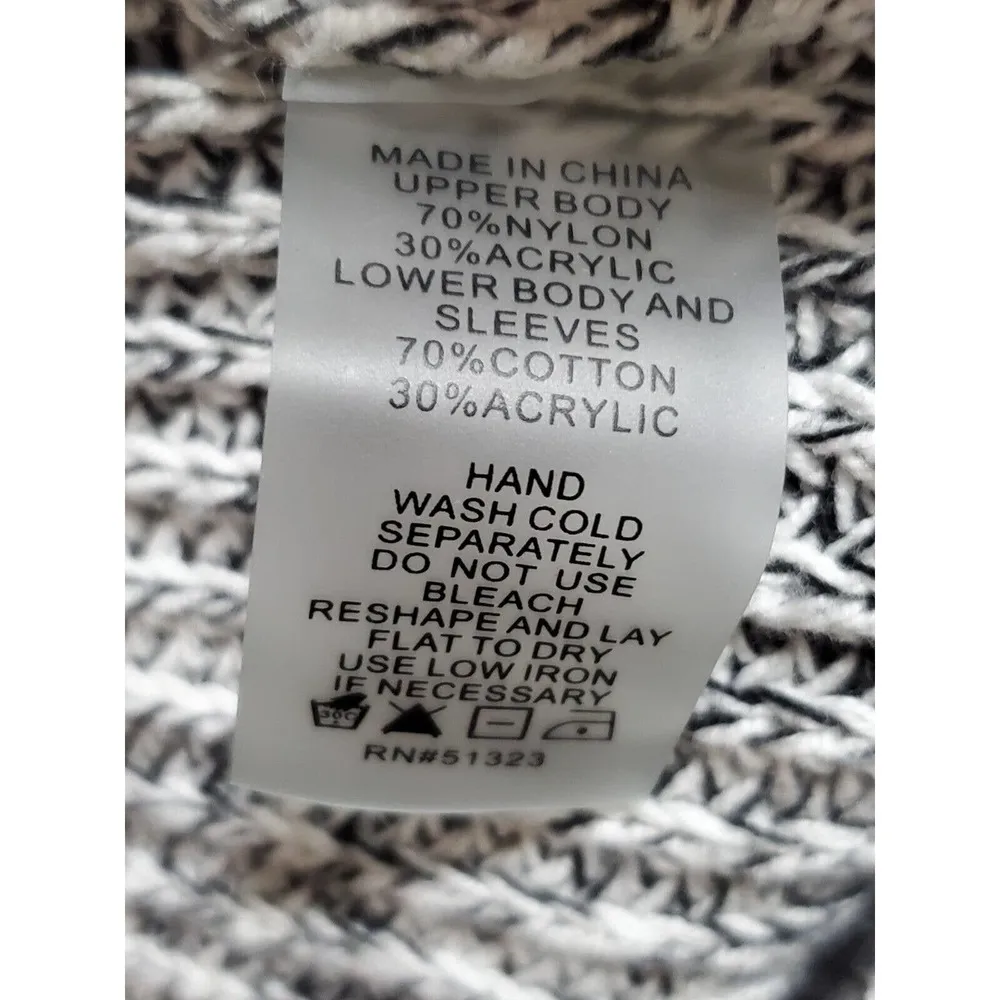 MADE IN CHINA
UPPER BODY
70%NYLON
30%ACRYLIC
LOWER BODY AND
SLEEVES
70%COTTON
30%ACRYLIC
HAND
WASH COLD
SEPARATELY
DO NOT USE
BLEACH
RESHAPE AND LAY
FLAT TO DRY
USE LOW IRON
IF NECESSARY
30C
RN#51323